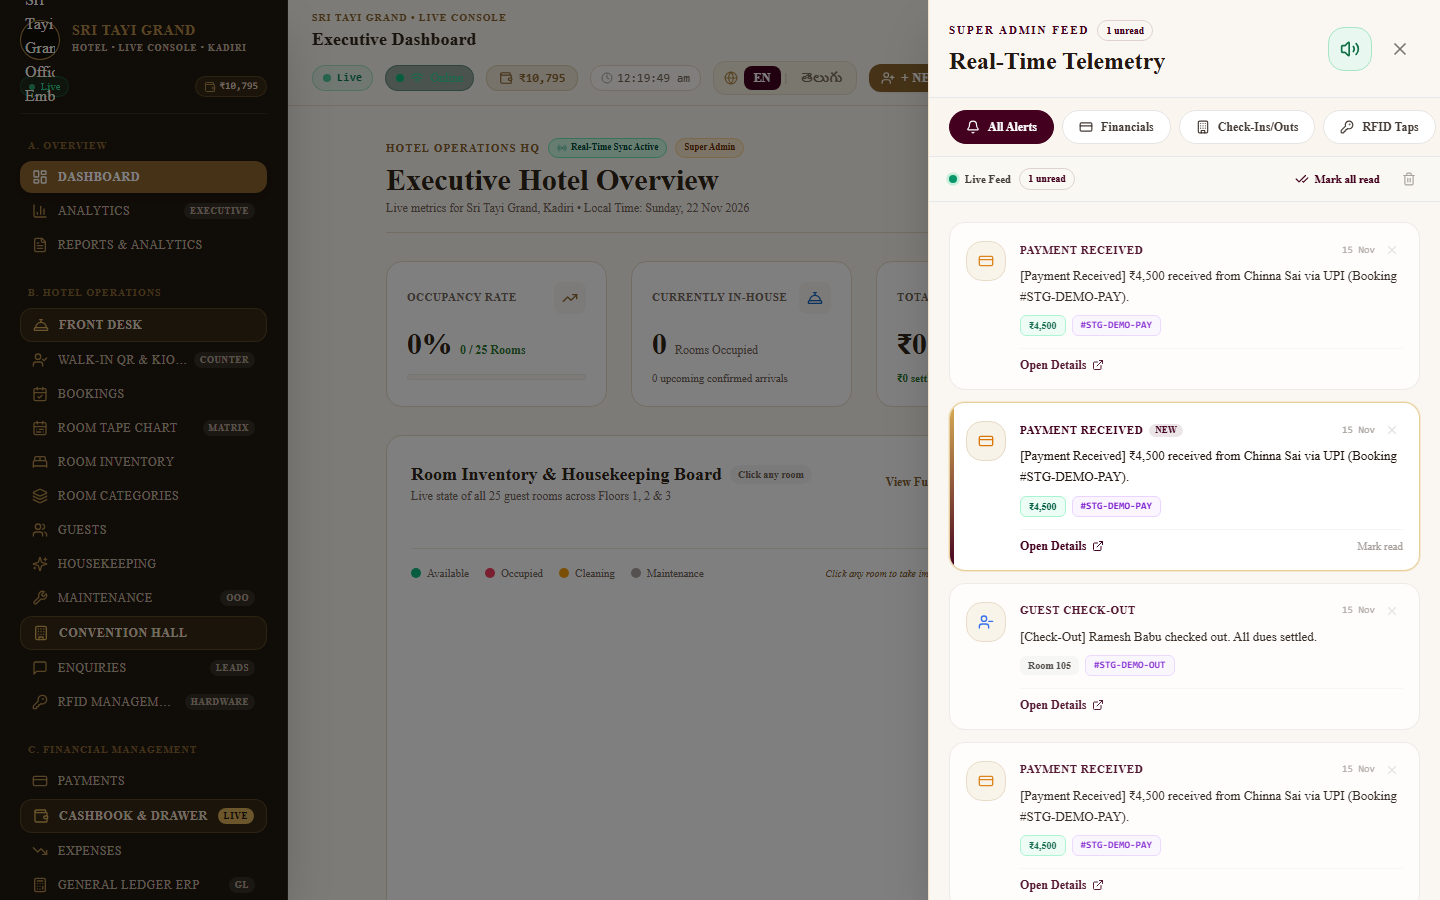 Sri
Tayi
Gran
Offic
Emb
SRI TAYI GRAND
HOTEL • LIVE CONSOLE • KADIRI
Live
₹10,795
A. OVERVIEW
DASHBOARD
ANALYTICS
EXECUTIVE
REPORTS & ANALYTICS
B. HOTEL OPERATIONS
FRONT DESK
WALK-IN QR & KIO...
COUNTER
BOOKINGS
ROOM TAPE CHART
MATRIX
ROOM INVENTORY
ROOM CATEGORIES
GUESTS
HOUSEKEEPING
MAINTENANCE
OOO
CONVENTION HALL
ENQUIRIES
LEADS
RFID MANAGEM...
HARDWARE
C. FINANCIAL MANAGEMENT
PAYMENTS
CASHBOOK & DRAWER
LIVE
EXPENSES
GENERAL LEDGER ERP
GL
SRI TAYI GRAND • LIVE CONSOLE
Executive Dashboard
Live
₹10,795
12:19:49 am
EN
తెలుగు
+ NE
HOTEL OPERATIONS HQ
Real-Time Sync Active
Super Admin
Executive Hotel Overview
Live metrics for Sri Tayi Grand, Kadiri • Local Time: Sunday, 22 Nov 2026
OCCUPANCY RATE
0%
0 / 25 Rooms
CURRENTLY IN-HOUSE
0
Rooms Occupied
0 upcoming confirmed arrivals
TOTA
₹0
₹0 sett
Room Inventory & Housekeeping Board
Click any room
Live state of all 25 guest rooms across Floors 1, 2 & 3
View Fu
Available
Occupied
Cleaning
Maintenance
Click any room to take im
SUPER ADMIN FEED
1 unread
Real-Time Telemetry
All Alerts
Financials
Check-Ins/Outs
RFID Taps
Live Feed
1 unread
Mark all read
PAYMENT RECEIVED
15 Nov
[Payment Received] ₹4,500 received from Chinna Sai via UPI (Booking
#STG-DEMO-PAY).
₹4,500
#STG-DEMO-PAY
Open Details
PAYMENT RECEIVED
NEW
15 Nov
[Payment Received] ₹4,500 received from Chinna Sai via UPI (Booking
#STG-DEMO-PAY).
₹4,500
#STG-DEMO-PAY
Open Details
Mark read
GUEST CHECK-OUT
15 Nov
[Check-Out] Ramesh Babu checked out. All dues settled.
Room 105
#STG-DEMO-OUT
Open Details
PAYMENT RECEIVED
15 Nov
[Payment Received] ₹4,500 received from Chinna Sai via UPI (Booking
#STG-DEMO-PAY).
₹4,500
#STG-DEMO-PAY
Open Details